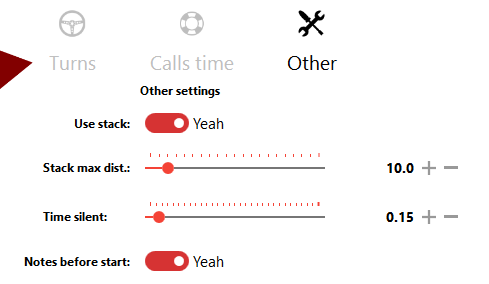 Turns Calls time Other
Other settings
Use stack: Yeah
Stack max dist.: 10.0
Time silent: 0.15
Notes before start: Yeah